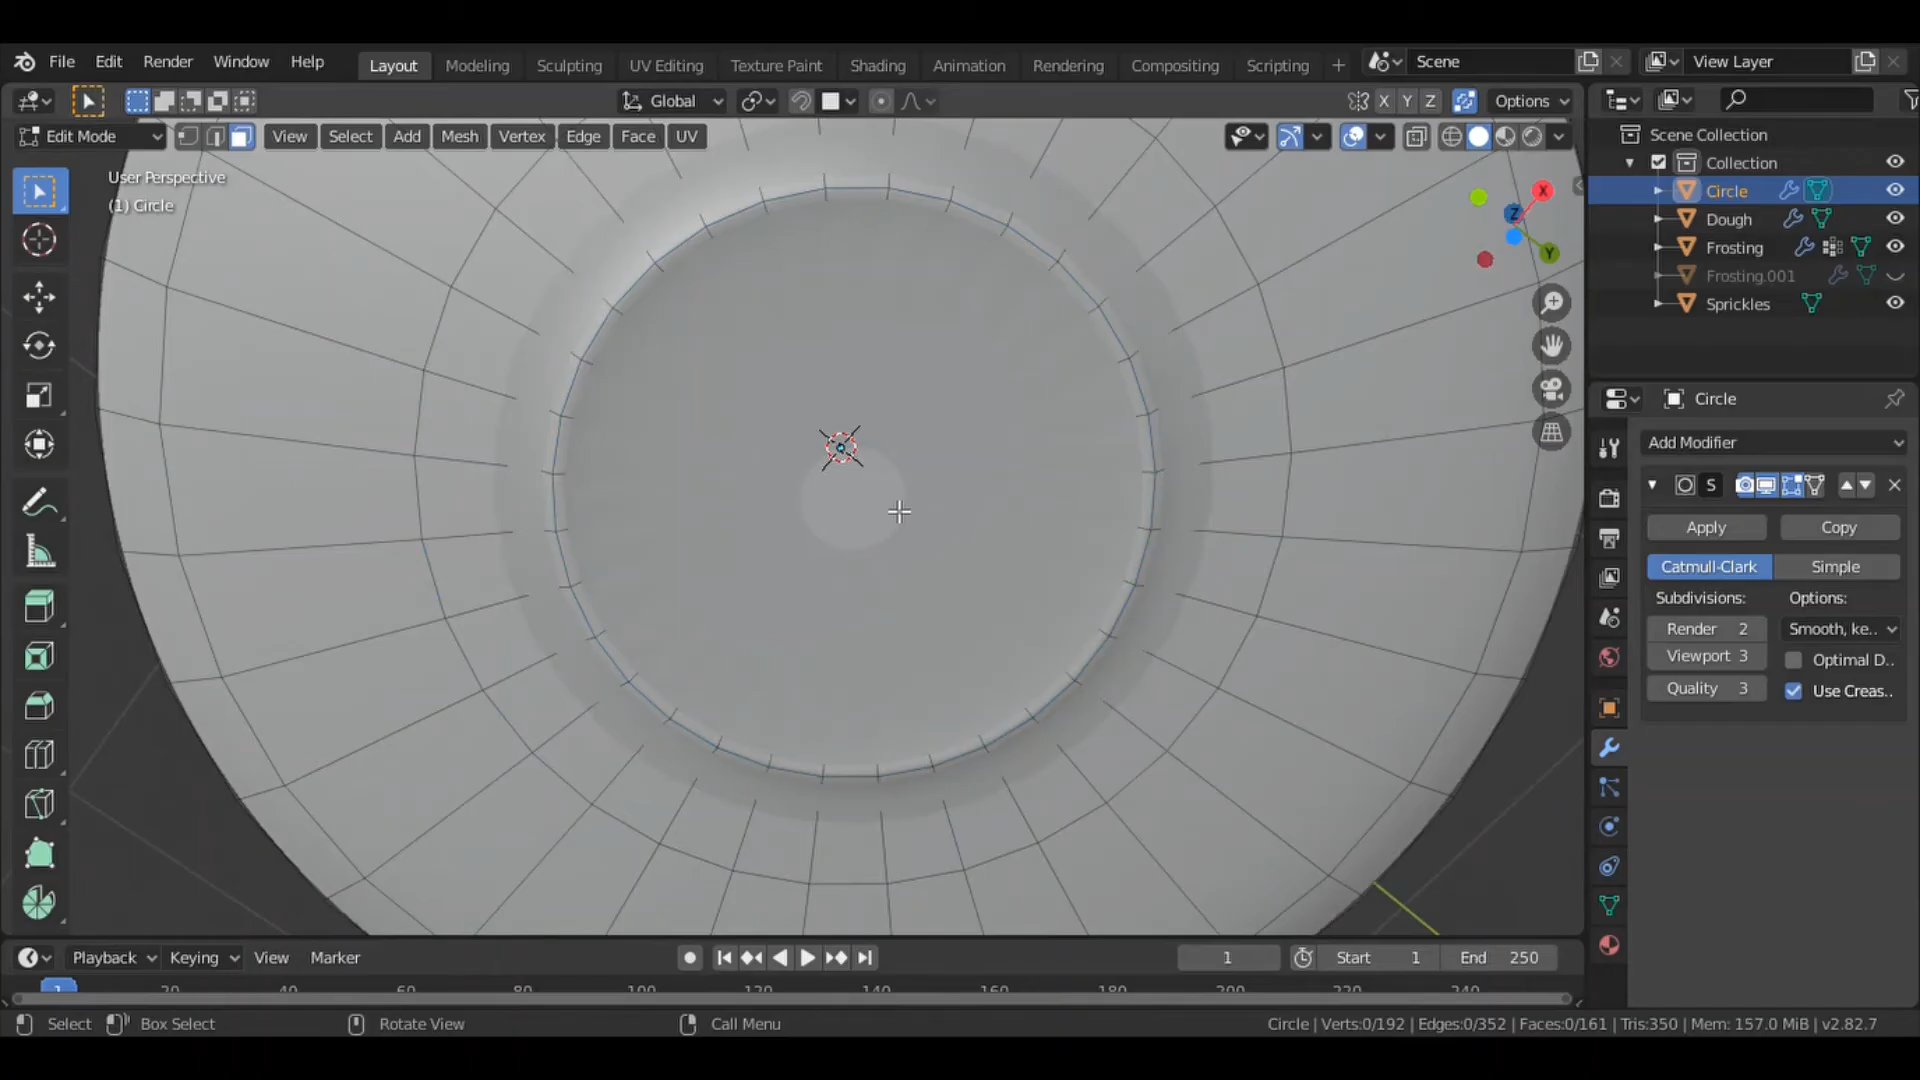 File Edit Render Window Help Layout Modeling Sculpting UV Editing Texture Paint Shading Animation Rendering Compositing Scripting + Scene View Layer
Global X Y Z Options
Edit Mode View Select Add Mesh Vertex Edge Face UV
User Perspective
(1) Circle
X
Z
Y
Scene Collection
Collection
Circle
Dough
Frosting
Frosting.001
Sprickles
Circle
Add Modifier
S
Apply Copy
Catmull-Clark Simple
Subdivisions: Options:
Render 2 Smooth, ke..
Viewport 3 Optimal D..
Quality 3 Use Creas..
Playback Keying View Marker 1 Start 1 End 250
1 20 40 60 80 100 120 140 160 180 200 220 240
Select Box Select Rotate View Call Menu Circle | Verts:0/192 | Edges:0/352 | Faces:0/161 | Tris:350 | Mem: 157.0 MiB | v2.82.7